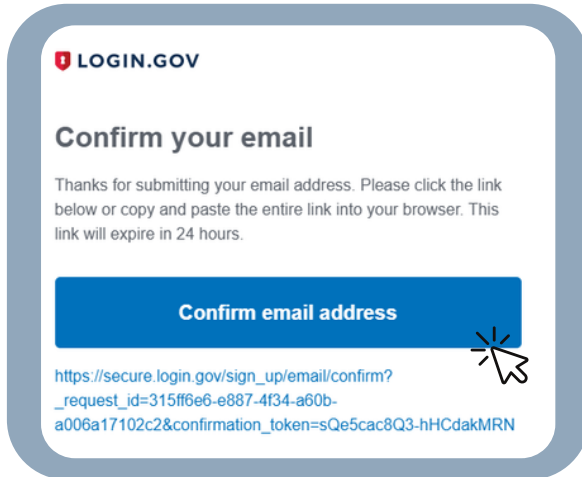 LOGIN.GOV
Confirm your email
Thanks for submitting your email address. Please click the link
below or copy and paste the entire link into your browser. This
link will expire in 24 hours.
Confirm email address
https://secure.login.gov/sign_up/email/confirm?
_request_id=315ff6e6-e887-4f34-a60b-
a006a17102c2&confirmation_token=sQe5cac8Q3-hHCdakMRN